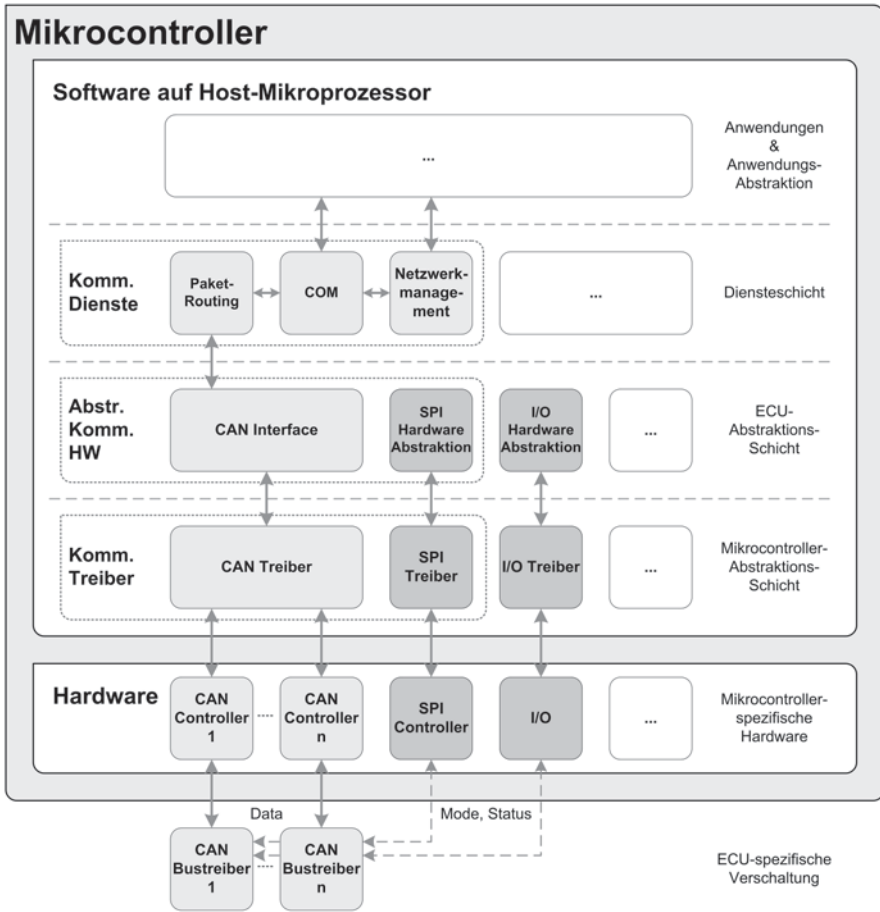 Mikrocontroller
Software auf Host-Mikroprozessor
...
Anwendungen
&
Anwendungs-
Abstraktion
Komm.
Dienste
Paket-
Routing
COM
Netzwerk-
manage-
ment
...
Diensteschicht
Abstr.
Komm.
HW
CAN Interface
SPI
Hardware
Abstraktion
I/O
Hardware
Abstraktion
...
ECU-
Abstraktions-
Schicht
Komm.
Treiber
CAN Treiber
SPI
Treiber
I/O Treiber
...
Mikrocontroller-
Abstraktions-
Schicht
Hardware
CAN
Controller
1
CAN
Controller
n
SPI
Controller
I/O
...
Mikrocontroller-
spezifische
Hardware
Data
Mode, Status
CAN
Bustreiber
1
CAN
Bustreiber
n
ECU-spezifische
Verschaltung